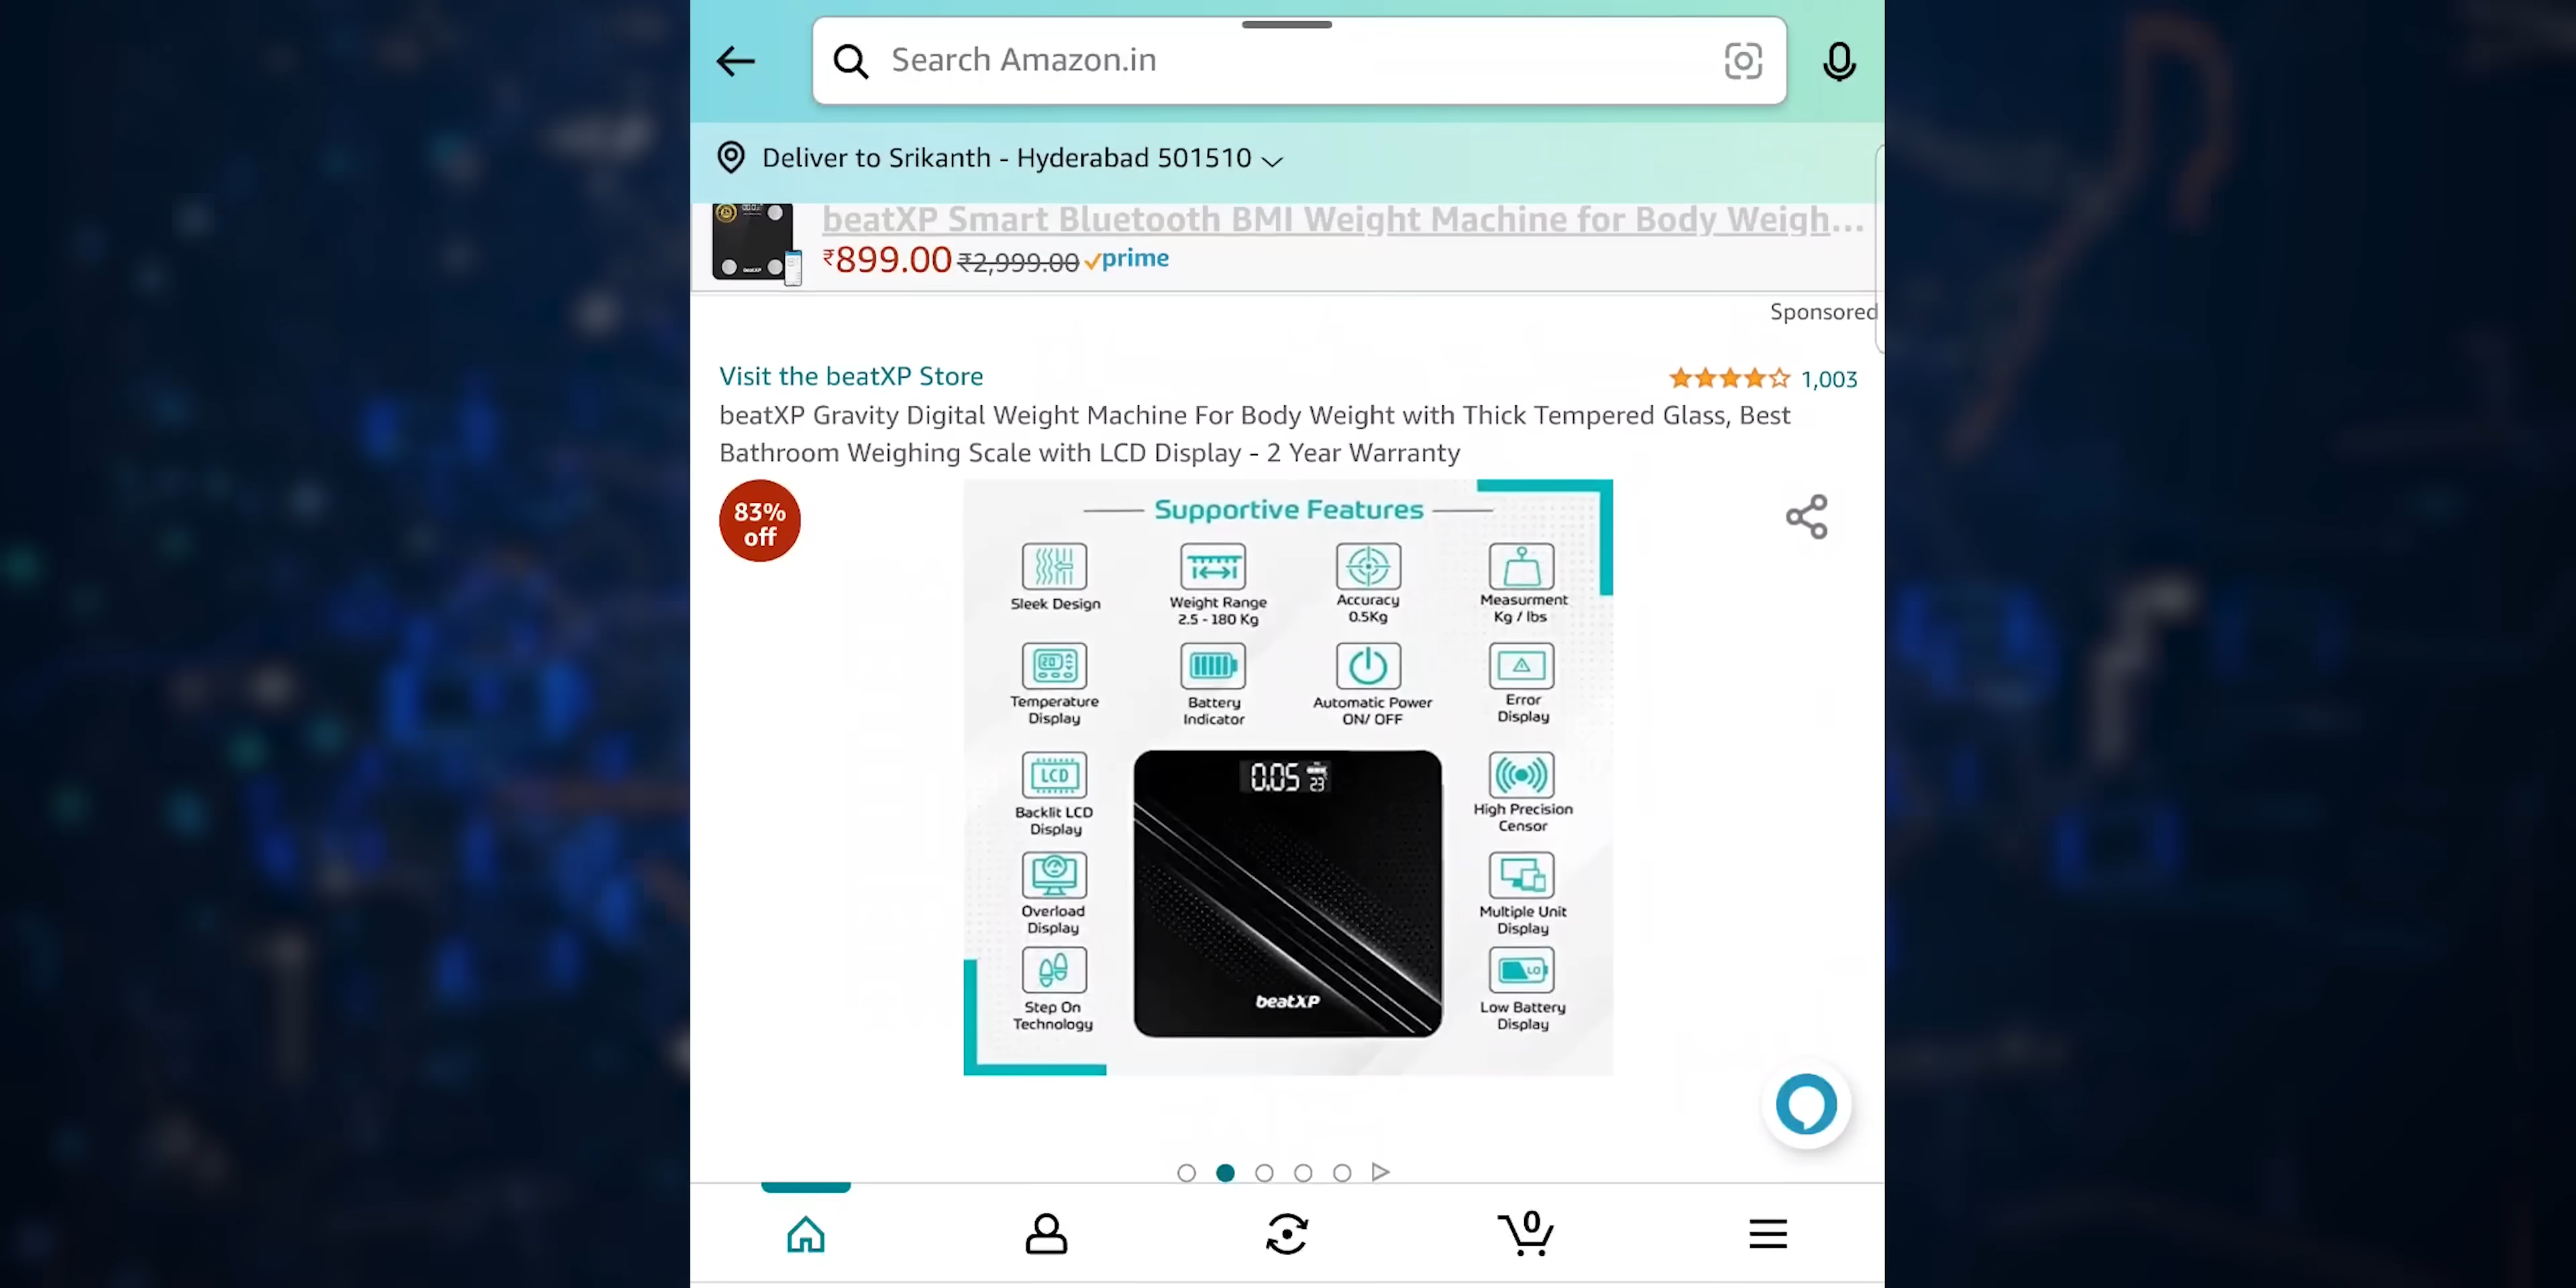 Search Amazon.in
Deliver to Srikanth - Hyderabad 501510
beatXP Smart Bluetooth BMI Weight Machine for Body Weigh...
₹899.00 ₹2,999.00 prime
Sponsored
Visit the beatXP Store
1,003
beatXP Gravity Digital Weight Machine For Body Weight with Thick Tempered Glass, Best
Bathroom Weighing Scale with LCD Display - 2 Year Warranty
83%
off
Supportive Features
Sleek Design
Weight Range
2.5 - 180 Kg
Accuracy
0.5Kg
Measurment
Kg / lbs
20°
Temperature
Display
Battery
Indicator
Automatic Power
ON/ OFF
Error
Display
LCD
Backlit LCD
Display
0.05 23
High Precision
Censor
Overload
Display
Multiple Unit
Display
Step On
Technology
beatXP
LO
Low Battery
Display
0